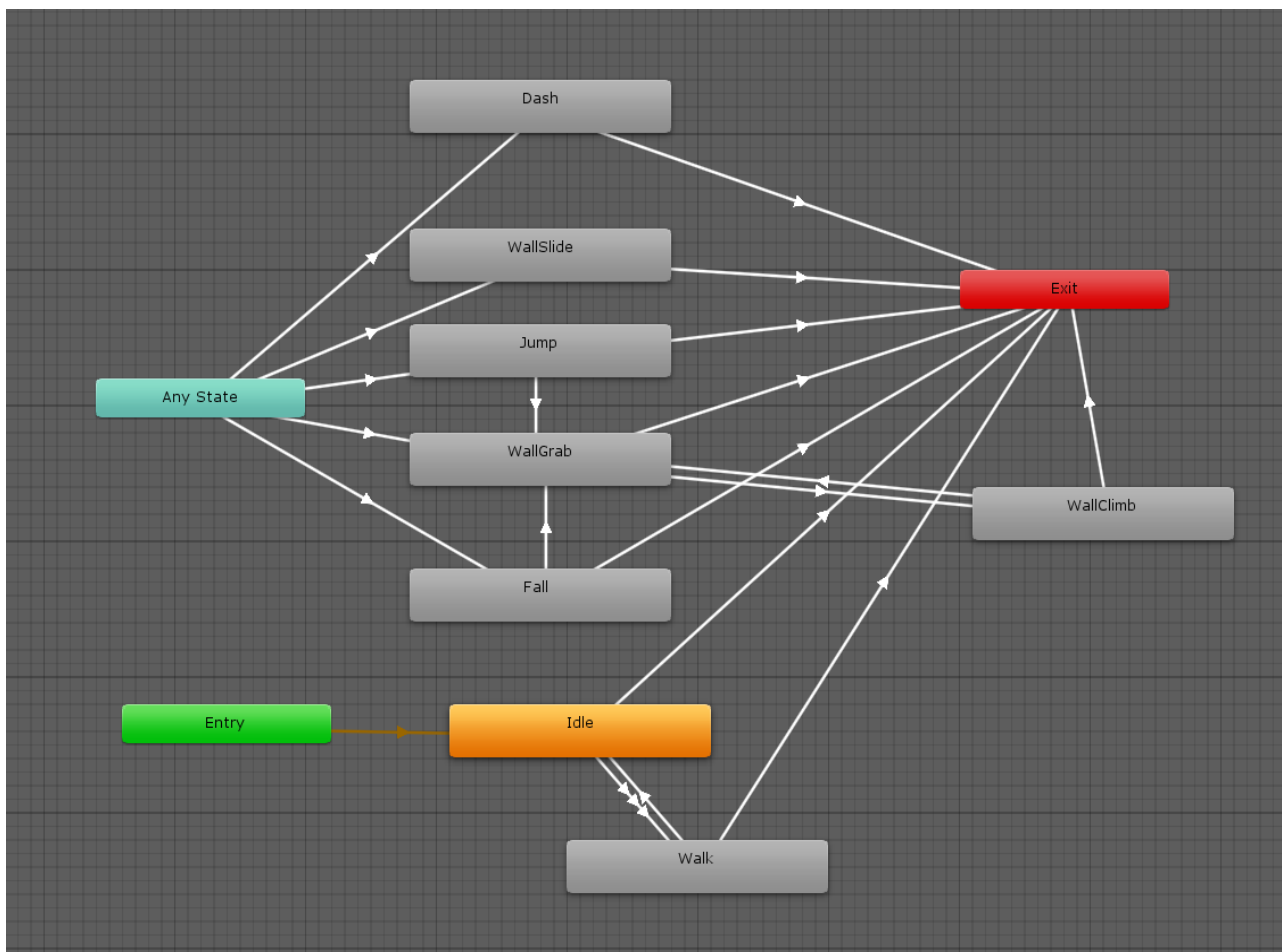 Dash
WallSlide
Exit
Jump
Any State
WallGrab
WallClimb
Fall
Entry
Idle
Walk